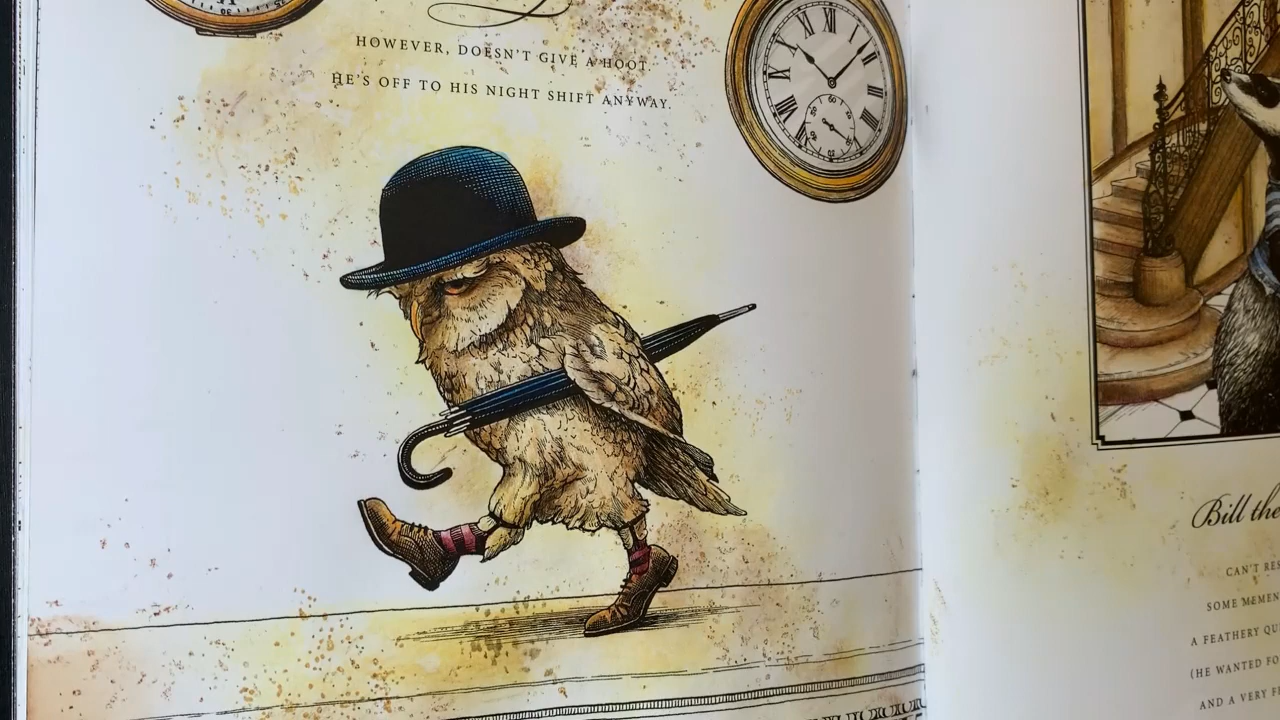 HOWEVER, DOESN'T GIVE A HOOT.
HE'S OFF TO HIS NIGHT SHIFT ANYWAY.
Bill the
CAN'T RES
SOME MEMEN
A FEATHERY QU
(HE WANTED FO
AND A VERY F